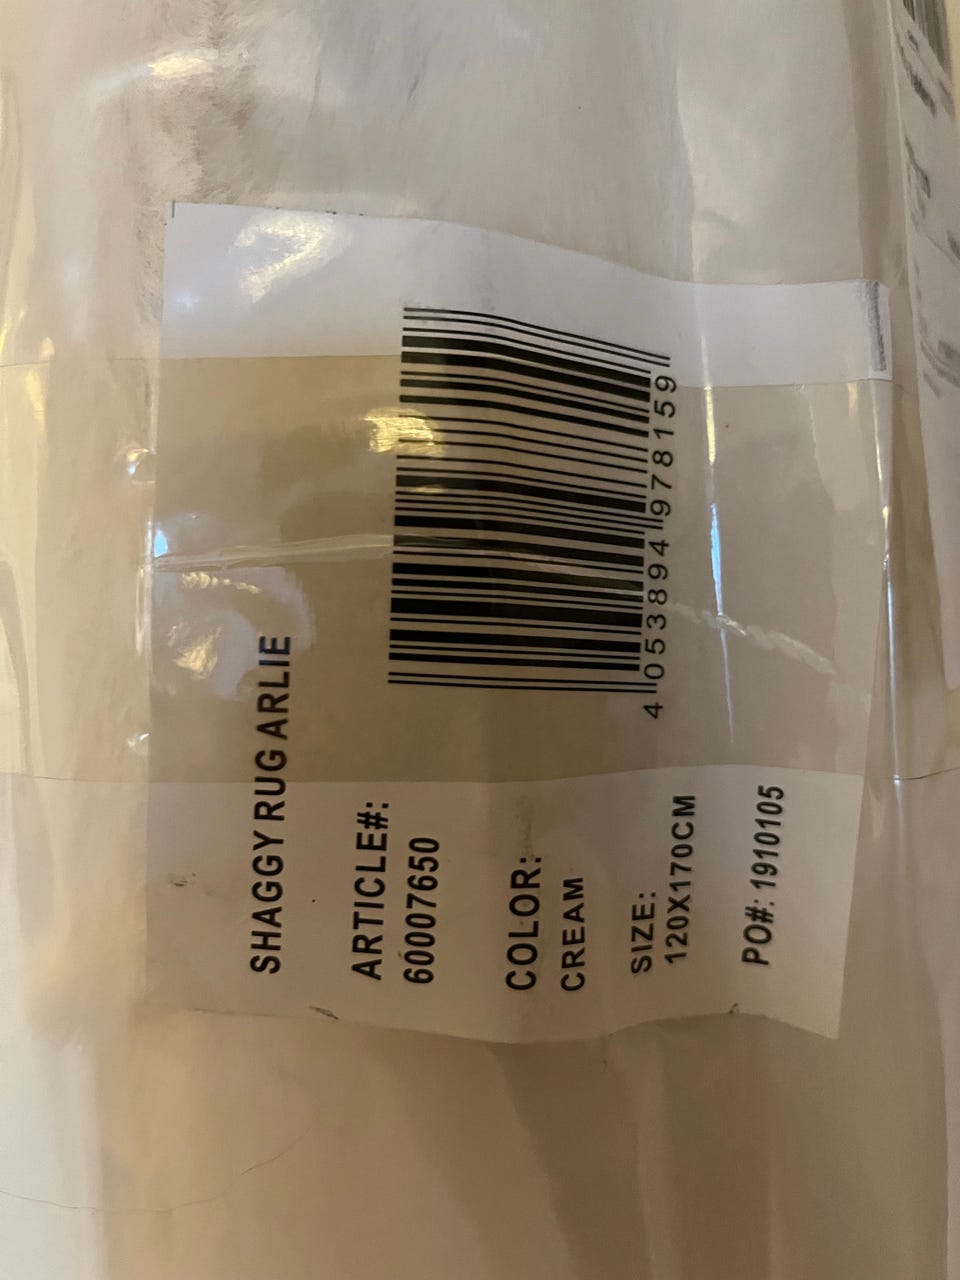 SHAGGY RUG ARLIE
ARTICLE#:
60007650
COLOR:
CREAM
SIZE:
120X170CM
PO#: 1910105
4 053894 978159